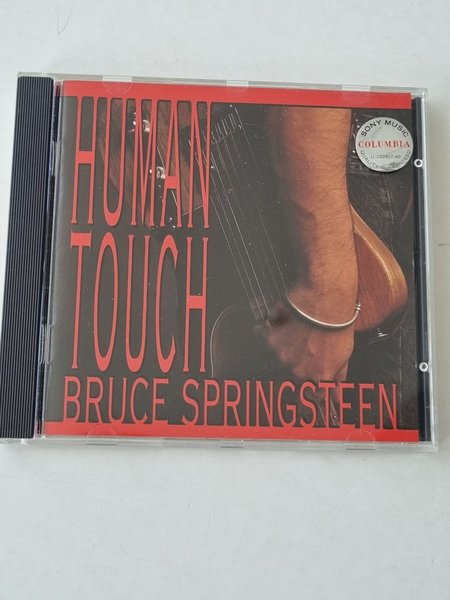 HUMAN
TOUCH
BRUCE SPRINGSTEEN
SONY MUSIC
COLUMBIA